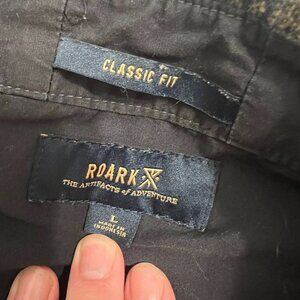 CLASSIC FIT
ROARK
THE ARTIFACTS of ADVENTURE
L
MADE IN
INDONESIA